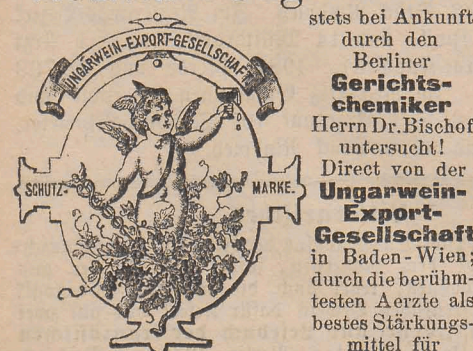 UNGARWEIN-EXPORT-GESELLSCHAFT
SCHUTZ-
MARKE.
stets bei Ankunft
durch den
Berliner
Gerichts-
chemiker
Herrn Dr. Bischof
untersucht!
Direct von der
Ungarwein-
Export-
Gesellschaft
in Baden-Wien;
durch die berühm-
testen Aerzte als
bestes Stärkungs-
mittel für